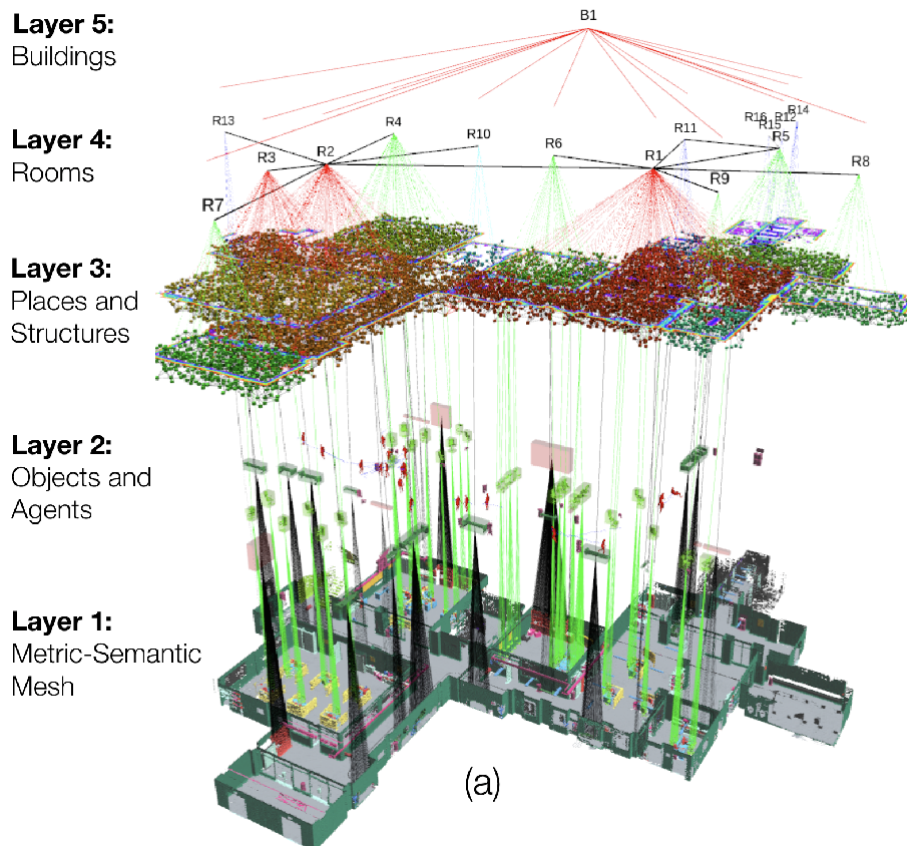 Layer 5:
Buildings
B1
Layer 4:
Rooms
R13
R3
R2
R4
R10
R6
R1
R11
R16
R12
R14
R15
R5
R8
R9
R7
Layer 3:
Places and
Structures
Layer 2:
Objects and
Agents
Layer 1:
Metric-Semantic
Mesh
(a)